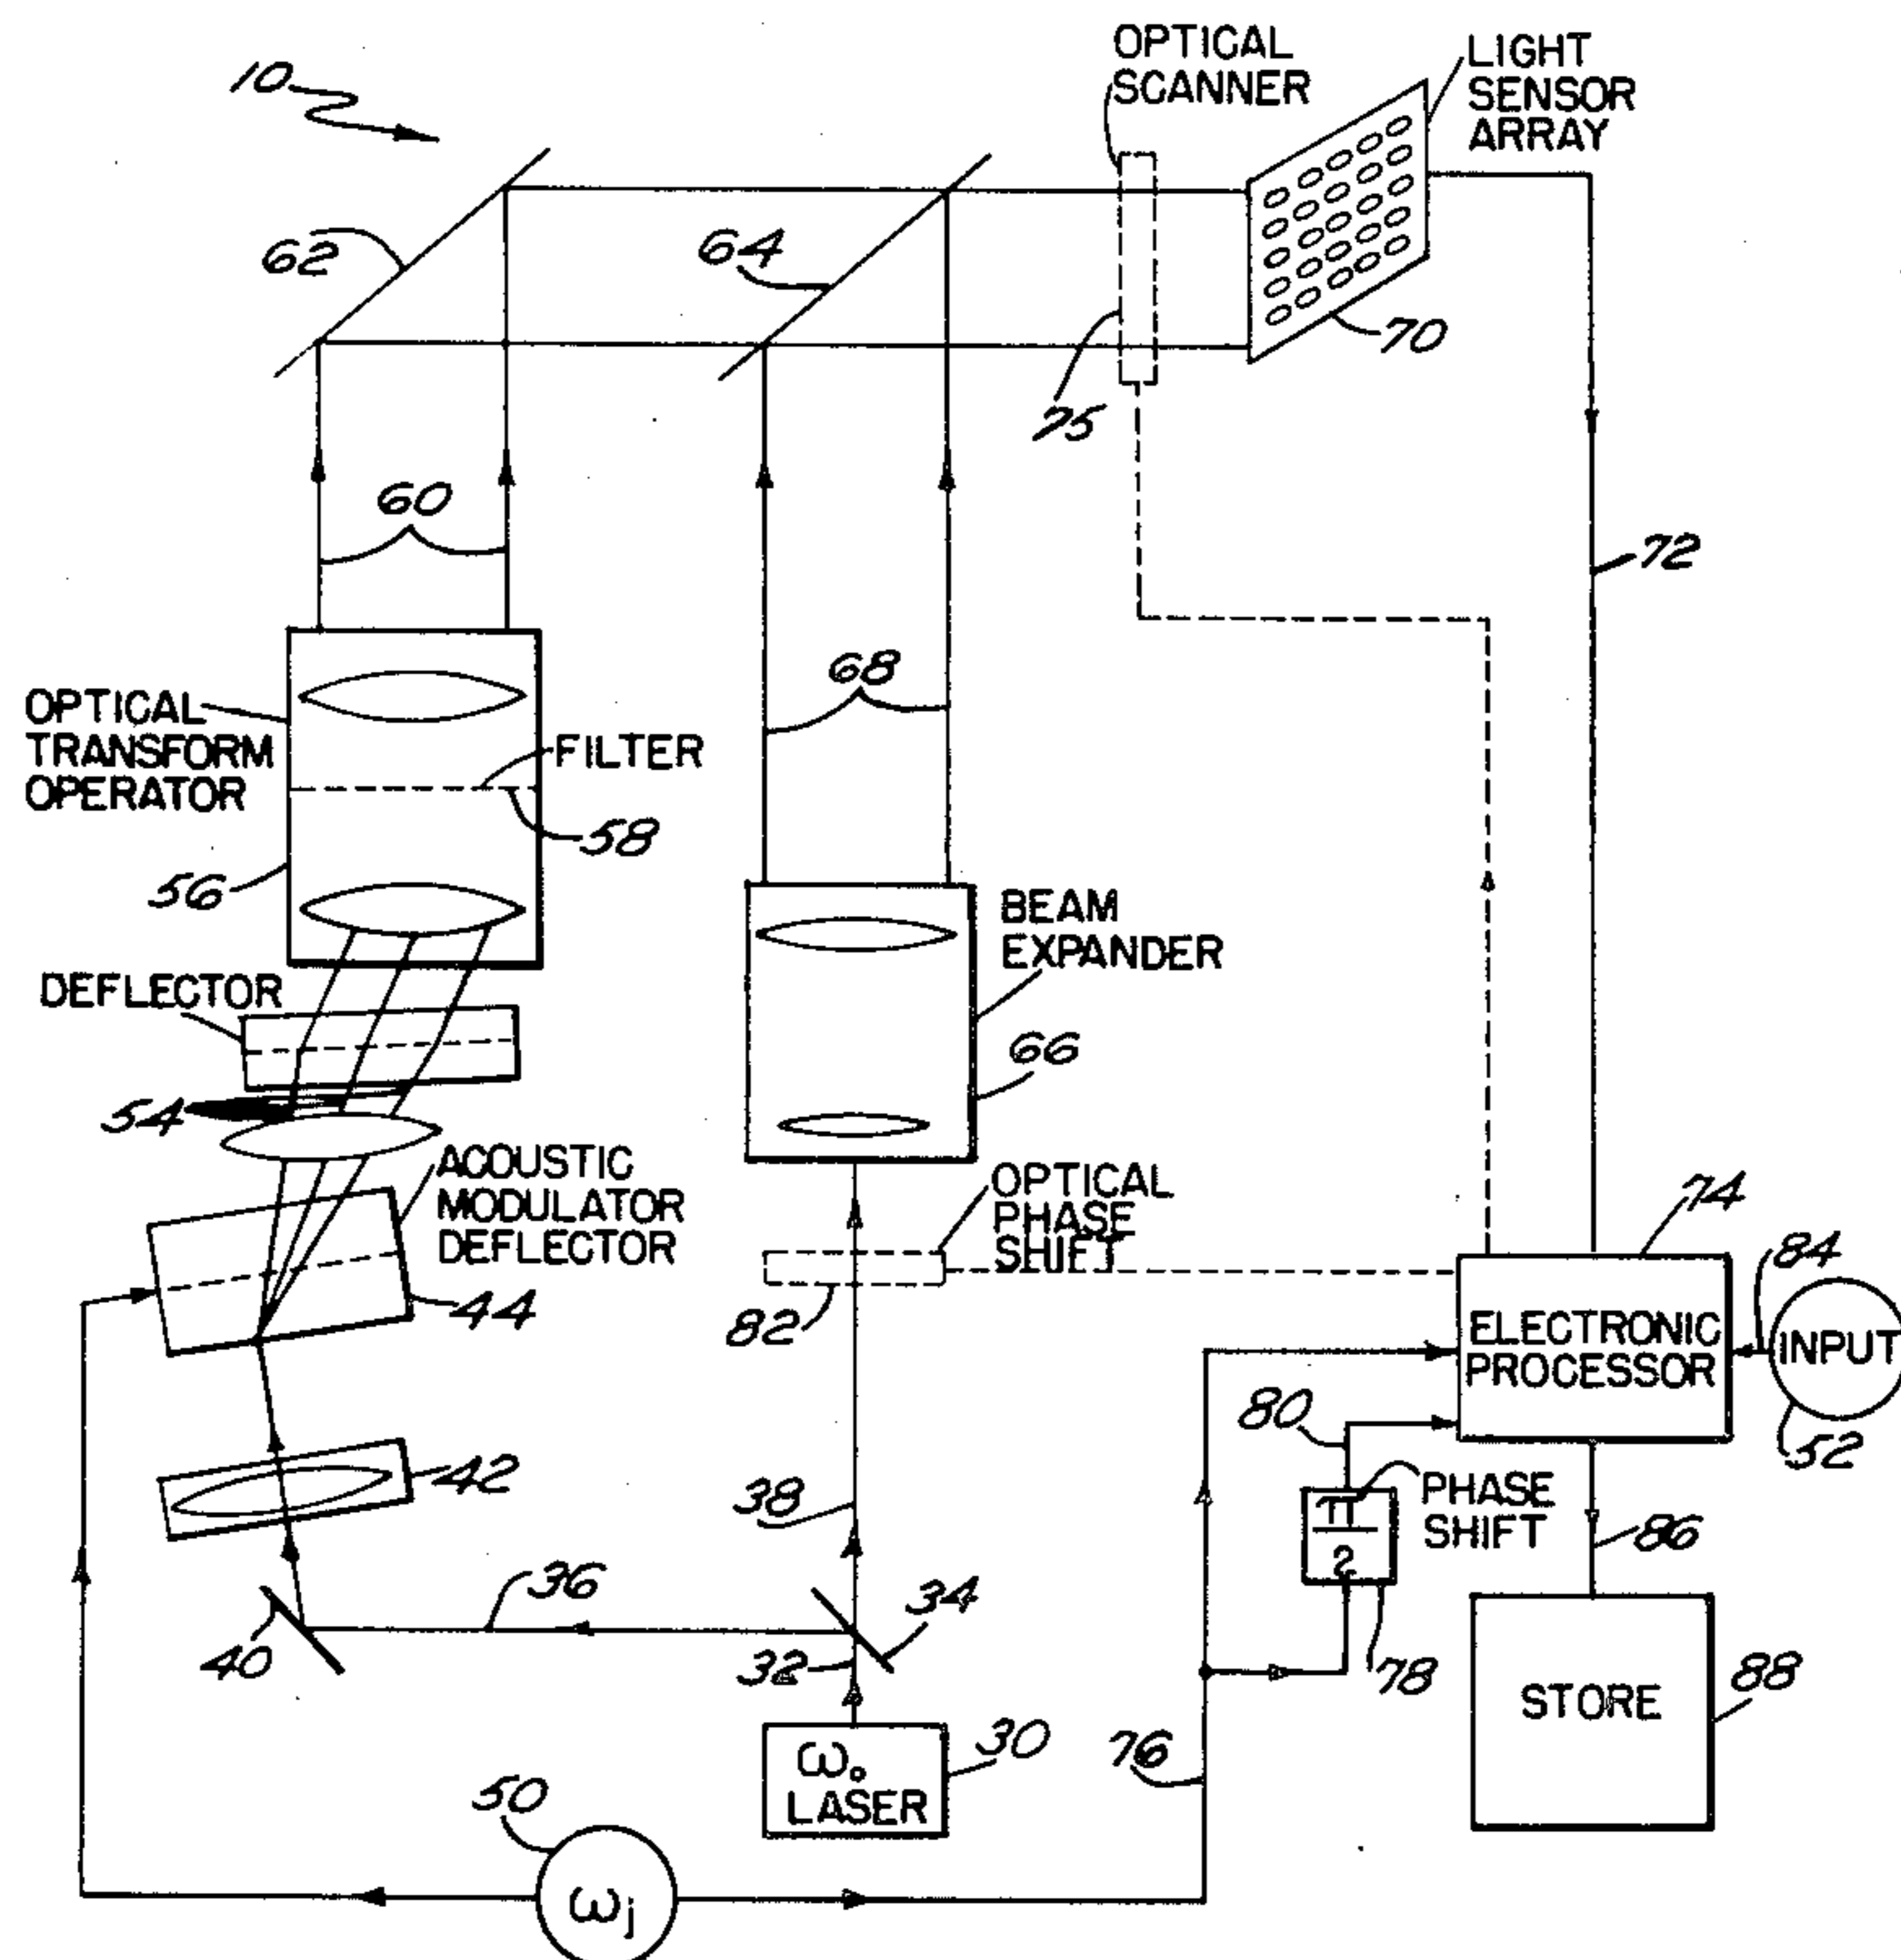 10
OPTICAL
SCANNER
LIGHT
SENSOR
ARRAY
62
64
75
70
60
72
68
OPTICAL
TRANSFORM
OPERATOR
FILTER
58
56
BEAM
EXPANDER
DEFLECTOR
66
54
ACOUSTIC
MODULATOR
DEFLECTOR
OPTICAL
PHASE
SHIFT
74
84
44
82
ELECTRONIC
PROCESSOR
INPUT
80
52
42
38
π
2
PHASE
SHIFT
86
36
34
40
32
78
STORE
88
ω₀
LASER
30
76
50
ωj